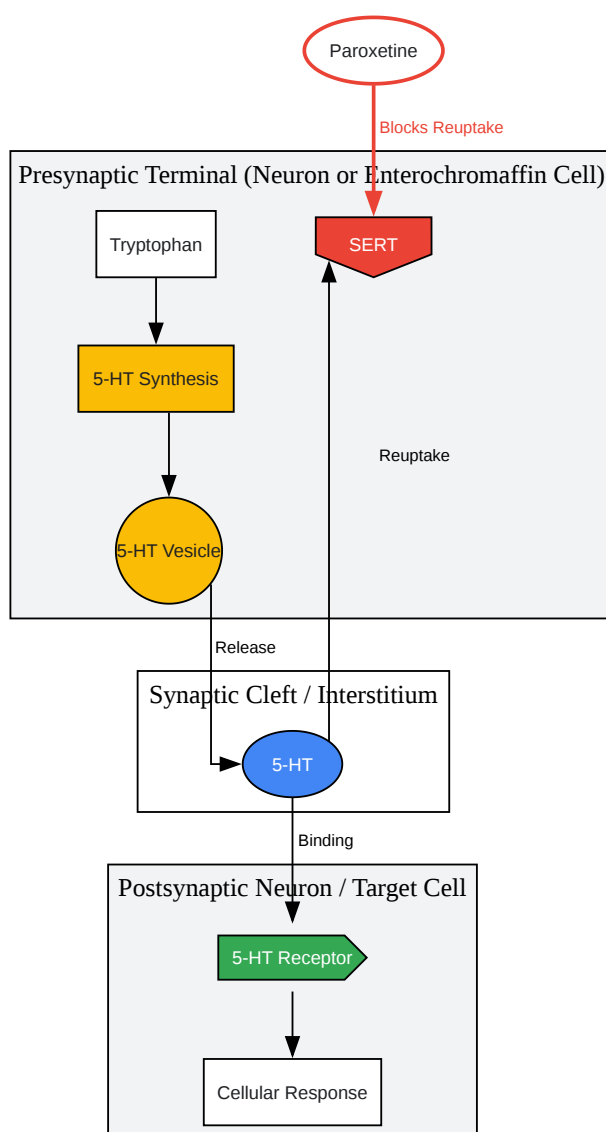 Paroxetine
Blocks Reuptake
Presynaptic Terminal (Neuron or Enterochromaffin Cell)
Tryptophan
SERT
5-HT Synthesis
Reuptake
5-HT Vesicle
Release
Synaptic Cleft / Interstitium
5-HT
Binding
Postsynaptic Neuron / Target Cell
5-HT Receptor
Cellular Response